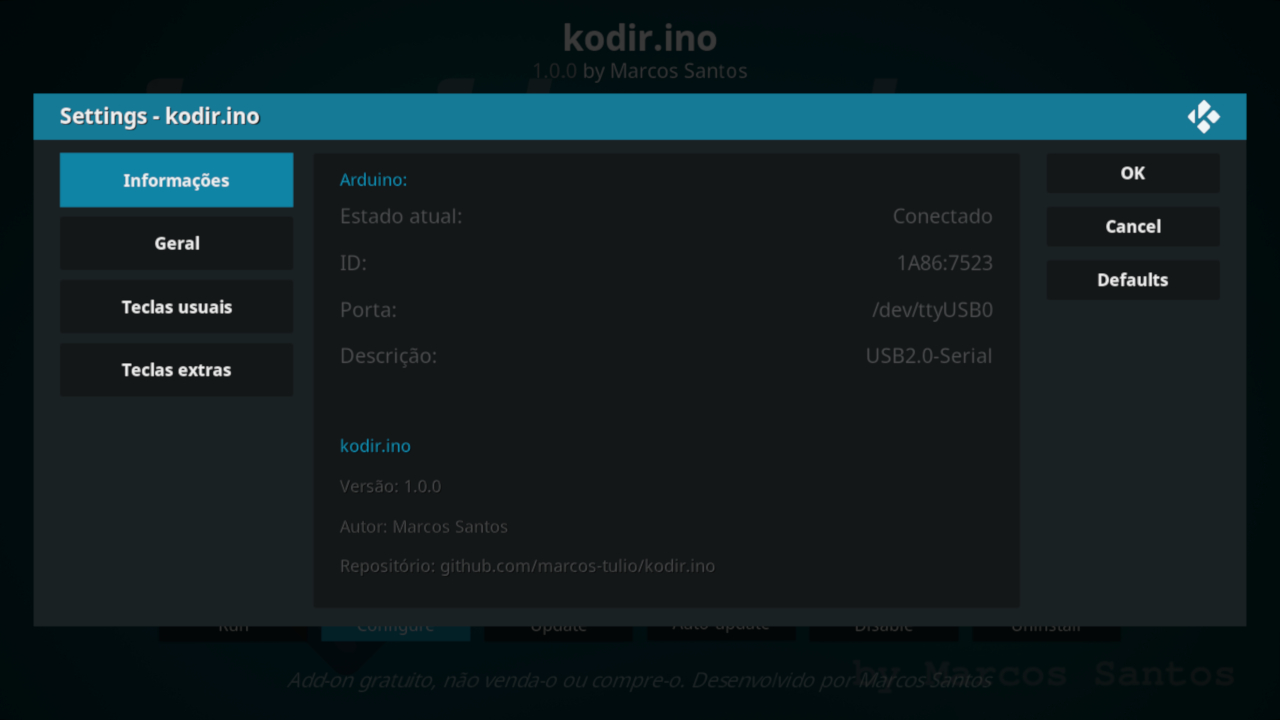 kodir.ino
1.0.0 by Marcos Santos
Settings - kodir.ino
Informações
Geral
Teclas usuais
Teclas extras
Arduino:
Estado atual: Conectado
ID: 1A86:7523
Porta: /dev/ttyUSB0
Descrição: USB2.0-Serial
kodir.ino
Versão: 1.0.0
Autor: Marcos Santos
Repositório: github.com/marcos-tulio/kodir.ino
OK
Cancel
Defaults
Run Configure Update Auto-update Disable Uninstall
by Marcos Santos
Add-on gratuito, não venda-o ou compre-o. Desenvolvido por Marcos Santos